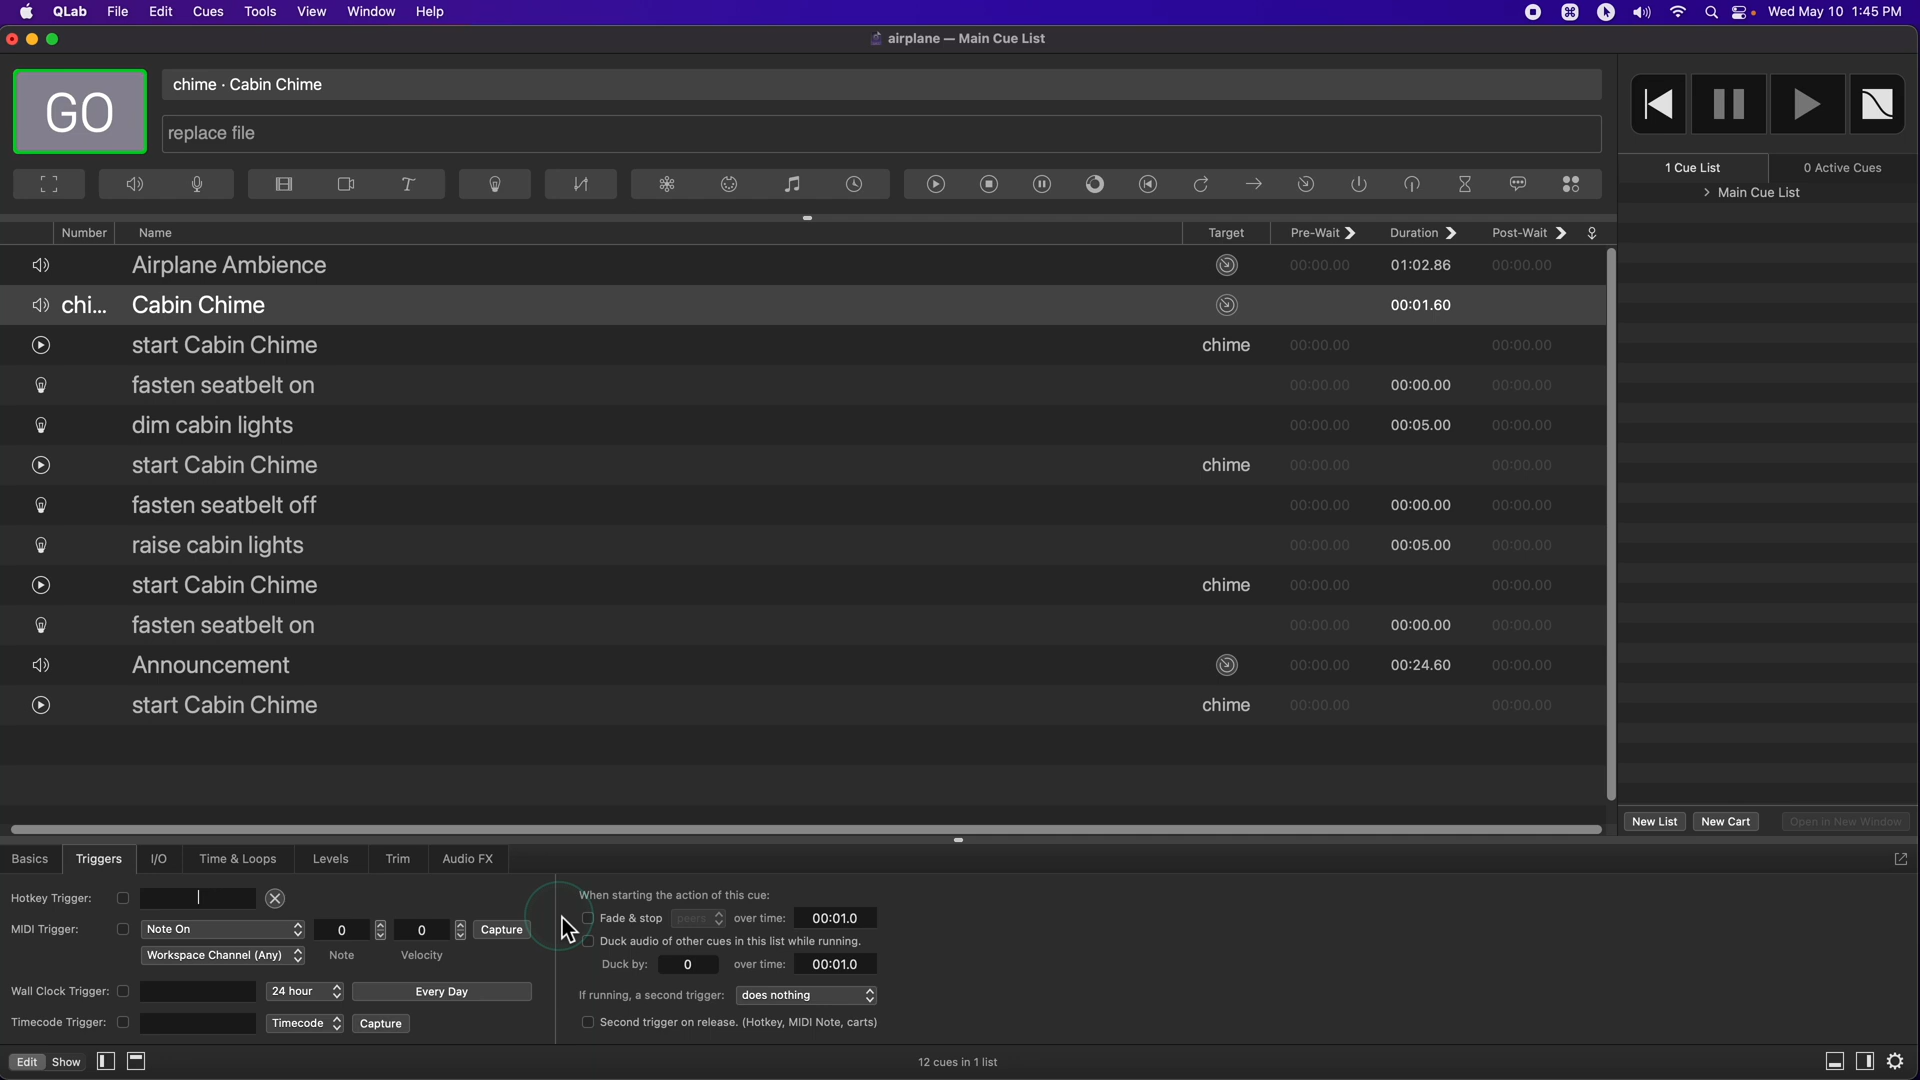 QLab File Edit Cues Tools View Window Help Wed May 10 1:45 PM
airplane — Main Cue List
GO
chime · Cabin Chime
replace file
1 Cue List 0 Active Cues
> Main Cue List
Number Name Target Pre-Wait Duration Post-Wait
Airplane Ambience 00:00.00 01:02.86 00:00.00
chi... Cabin Chime 00:01.60
start Cabin Chime chime 00:00.00 00:00.00
fasten seatbelt on 00:00.00 00:00.00 00:00.00
dim cabin lights 00:00.00 00:05.00 00:00.00
start Cabin Chime chime 00:00.00 00:00.00
fasten seatbelt off 00:00.00 00:00.00 00:00.00
raise cabin lights 00:00.00 00:05.00 00:00.00
start Cabin Chime chime 00:00.00 00:00.00
fasten seatbelt on 00:00.00 00:00.00 00:00.00
Announcement 00:00.00 00:24.60 00:00.00
start Cabin Chime chime 00:00.00 00:00.00
New List New Cart Open in New Window
Basics Triggers I/O Time & Loops Levels Trim Audio FX
Hotkey Trigger:
MIDI Trigger: Note On 0 0 Capture
Workspace Channel (Any) Note Velocity
Wall Clock Trigger: 24 hour Every Day
Timecode Trigger: Timecode Capture
When starting the action of this cue:
Fade & stop peers over time: 00:01.0
Duck audio of other cues in this list while running.
Duck by: 0 over time: 00:01.0
If running, a second trigger: does nothing
Second trigger on release. (Hotkey, MIDI Note, carts)
Edit Show 12 cues in 1 list